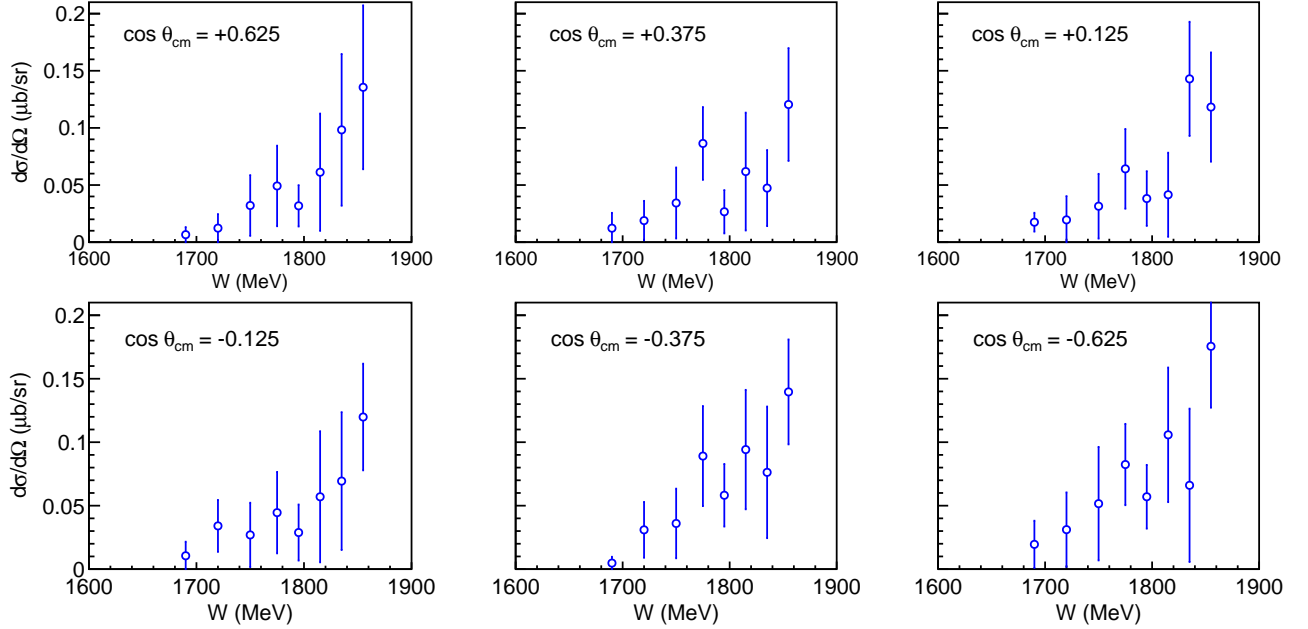 dσ/dΩ (μb/sr)
0.2
0.15
0.1
0.05
0
cos θcm = +0.625
1600 1700 1800 1900
W (MeV)
cos θcm = +0.375
1600 1700 1800 1900
W (MeV)
cos θcm = +0.125
1600 1700 1800 1900
W (MeV)
dσ/dΩ (μb/sr)
0.2
0.15
0.1
0.05
0
cos θcm = -0.125
1600 1700 1800 1900
W (MeV)
cos θcm = -0.375
1600 1700 1800 1900
W (MeV)
cos θcm = -0.625
1600 1700 1800 1900
W (MeV)